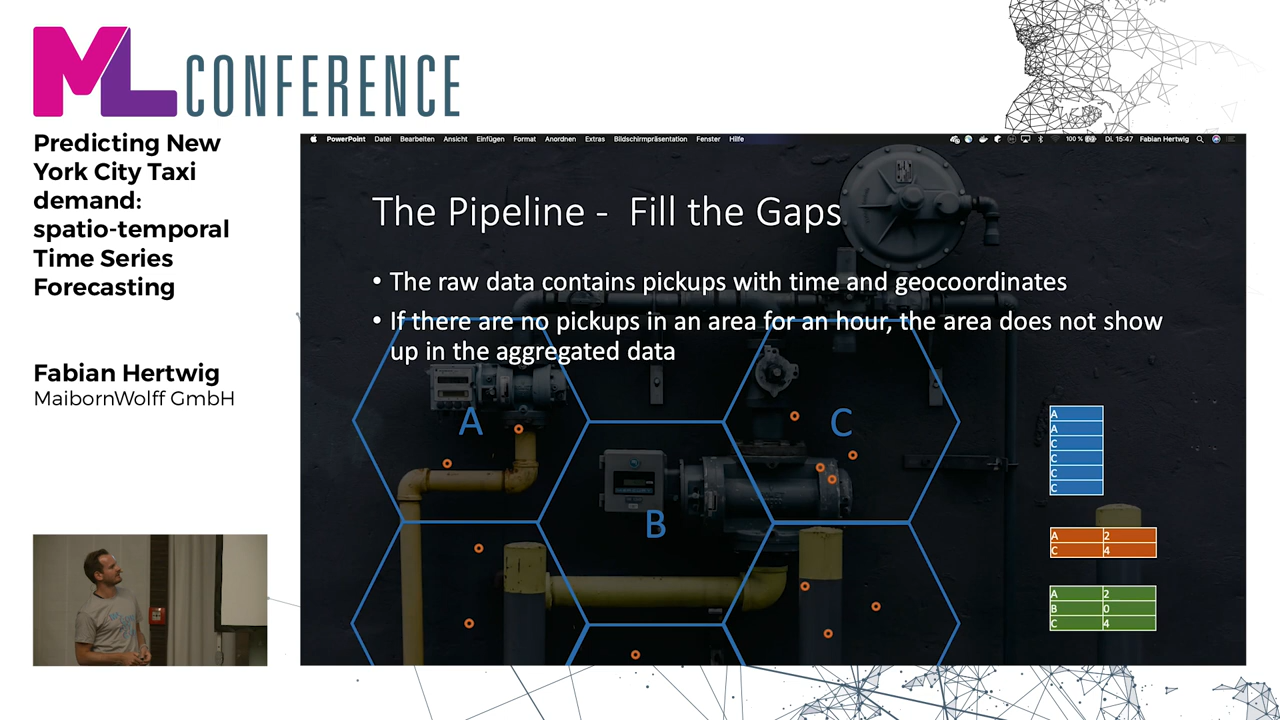 ML CONFERENCE
Predicting New
York City Taxi
demand:
spatio-temporal
Time Series
Forecasting
Fabian Hertwig
MaibornWolff GmbH
PowerPoint Datei Bearbeiten Ansicht Einfügen Format Anordnen Extras Bildschirmpräsentation Fenster Hilfe 100 % Di. 15:47 Fabian Hertwig
The Pipeline - Fill the Gaps
• The raw data contains pickups with time and geocoordinates
• If there are no pickups in an area for an hour, the area does not show
up in the aggregated data
A
C
B
A
A
C
C
C
C
A 2
C 4
A 2
B 0
C 4